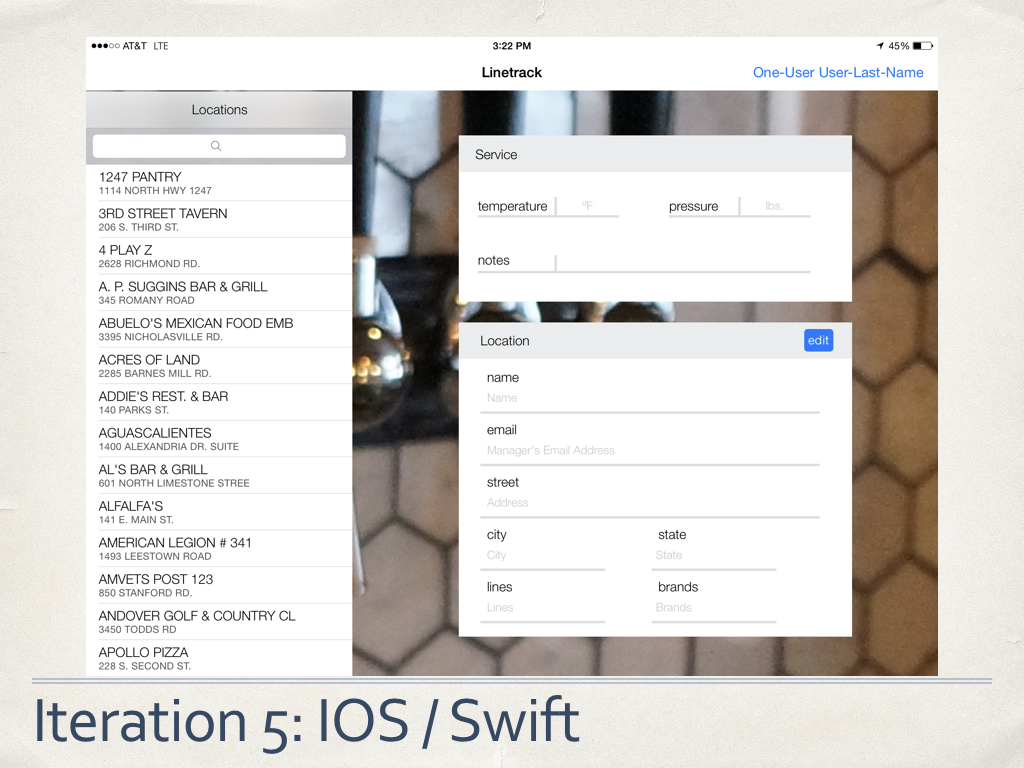 AT&T LTE 3:22 PM 45%
Linetrack One-User User-Last-Name
Locations
1247 PANTRY
1114 NORTH HWY 1247
3RD STREET TAVERN
206 S. THIRD ST.
4 PLAY Z
2628 RICHMOND RD.
A. P. SUGGINS BAR & GRILL
345 ROMANY ROAD
ABUELO'S MEXICAN FOOD EMB
3395 NICHOLASVILLE RD.
ACRES OF LAND
2285 BARNES MILL RD.
ADDIE'S REST. & BAR
140 PARKS ST.
AGUASCALIENTES
1400 ALEXANDRIA DR. SUITE
AL'S BAR & GRILL
601 NORTH LIMESTONE STREE
ALFALFA'S
141 E. MAIN ST.
AMERICAN LEGION # 341
1493 LEESTOWN ROAD
AMVETS POST 123
850 STANFORD RD.
ANDOVER GOLF & COUNTRY CL
3450 TODDS RD
APOLLO PIZZA
228 S. SECOND ST.
Service
temperature ºF pressure lbs.
notes
Location edit
name
Name
email
Manager's Email Address
street
Address
city state
City State
lines brands
Lines Brands
Iteration 5: IOS / Swift